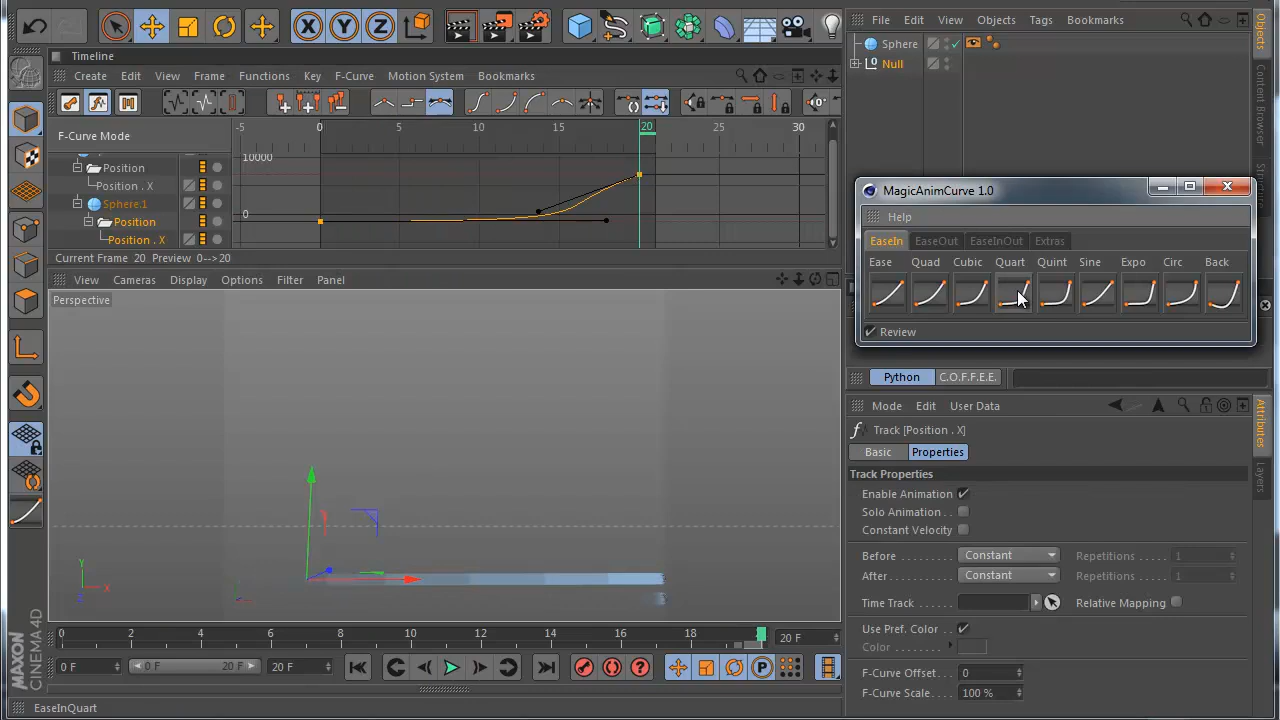 File Edit View Objects Tags Bookmarks
X Y Z
Sphere
Null
Timeline
Create Edit View Frame Functions Key F-Curve Motion System Bookmarks
F-Curve Mode
-5 0 5 10 15 20 25 30
Position
Position . X
Sphere.1
Position
Position . X
10000
0
Current Frame 20 Preview 0-->20
View Cameras Display Options Filter Panel
Perspective
Y
X
Z
0 2 4 6 8 10 12 14 16 18
20 F
0 F
0 F
20 F
20 F
P
EaseInQuart
MAXON
CINEMA 4D
MagicAnimCurve 1.0
Help
EaseIn EaseOut EaseInOut Extras
Ease Quad Cubic Quart Quint Sine Expo Circ Back
Review
Python C.O.F.F.E.E.
Mode Edit User Data
Track [Position . X]
Basic Properties
Track Properties
Enable Animation
Solo Animation . .
Constant Velocity
Before Constant Repetitions 1
After Constant Repetitions 1
Time Track Relative Mapping
Use Pref. Color
Color
F-Curve Offset 0
F-Curve Scale 100 %
Objects
Content Browser
Attributes
Layers